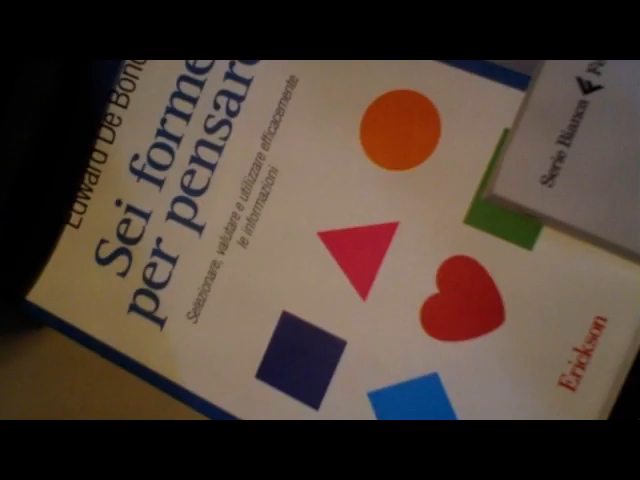 Edward De Bono
Sei forme
per pensare
Selezionare, valutare e utilizzare efficacemente
le informazioni
Erickson
Serie Bianca